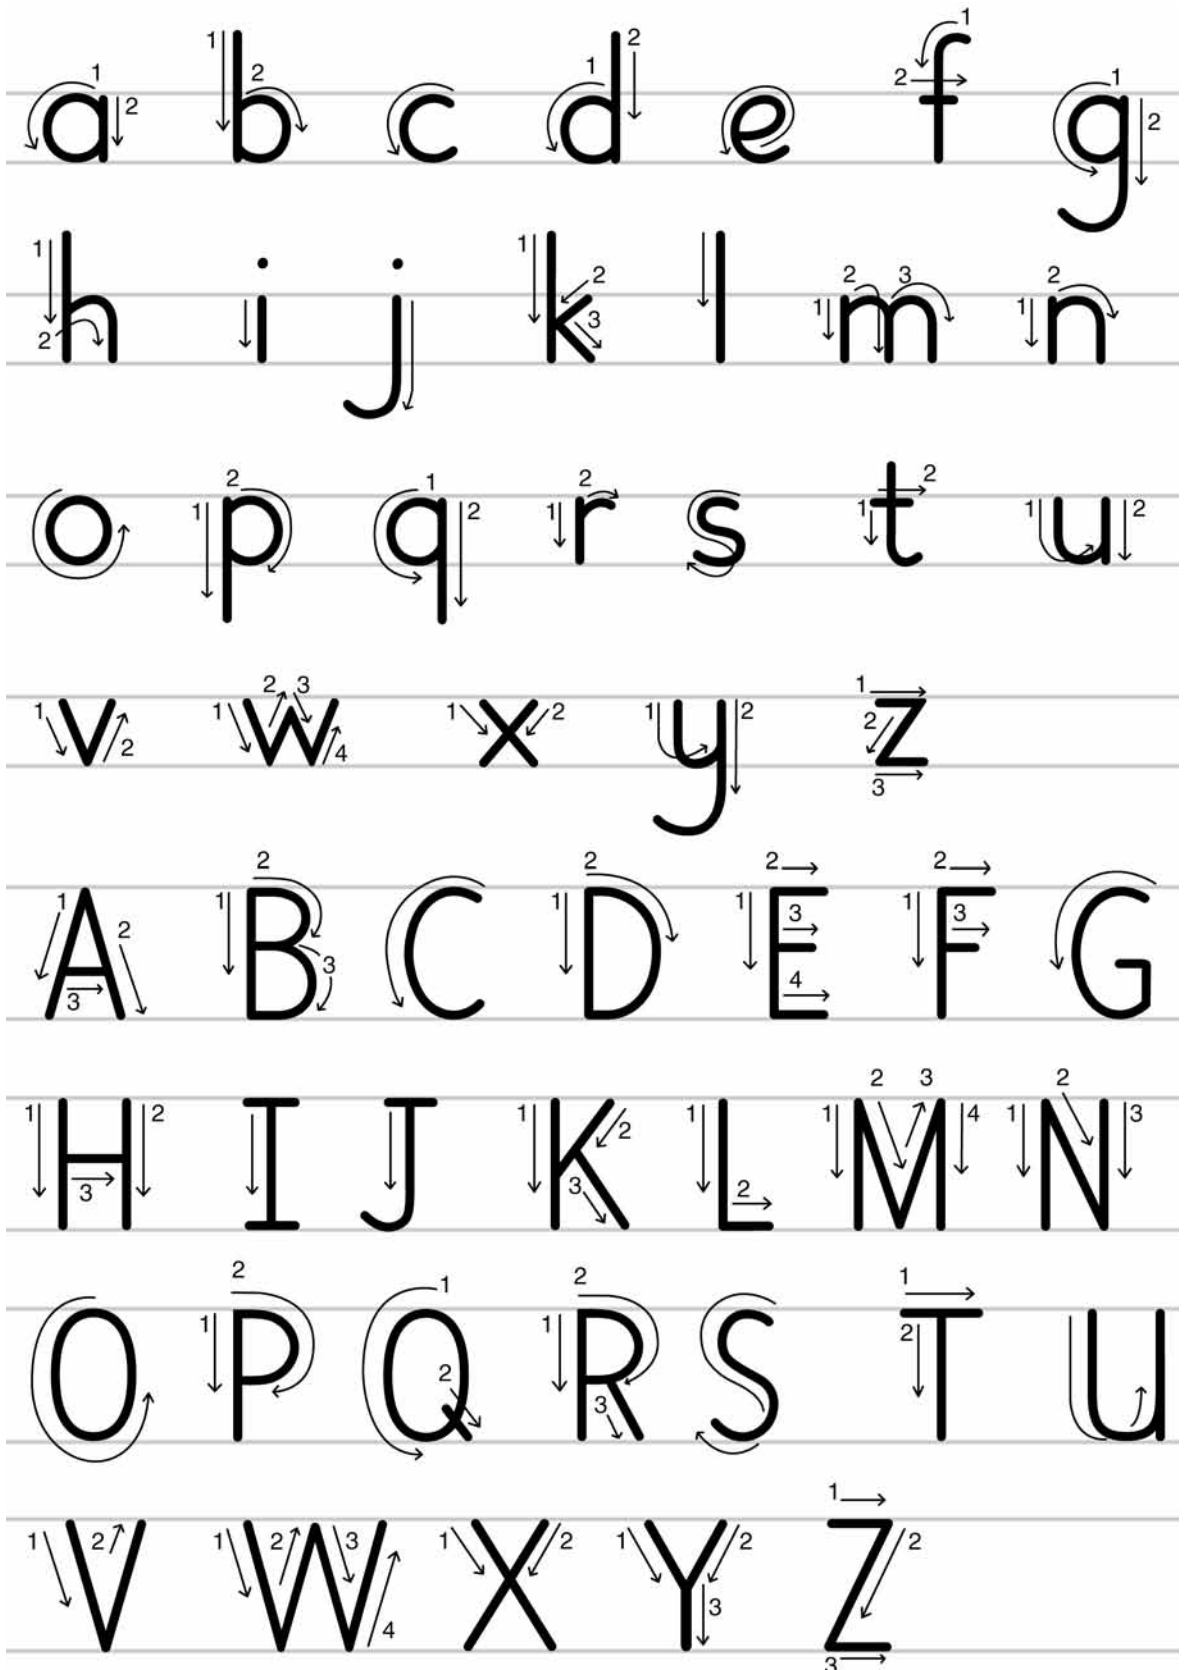 a b c d e f g
h i j k l m n
o p q r s t u
v w x y z
A B C D E F G
H I J K L M N
O P Q R S T U
V W X Y Z